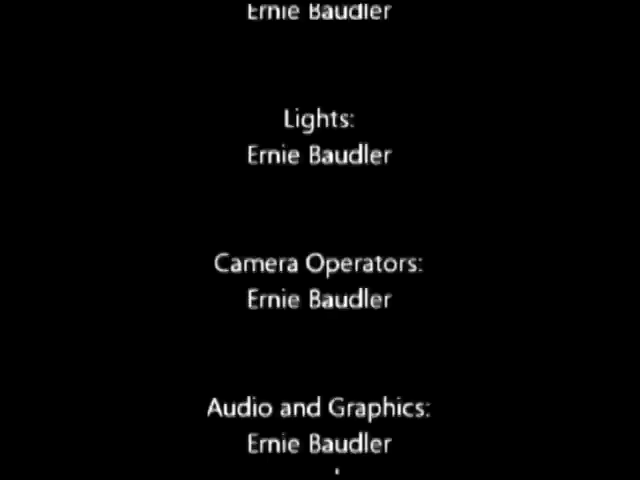 Ernie Baudler
Lights:
Ernie Baudler
Camera Operators:
Ernie Baudler
Audio and Graphics:
Ernie Baudler